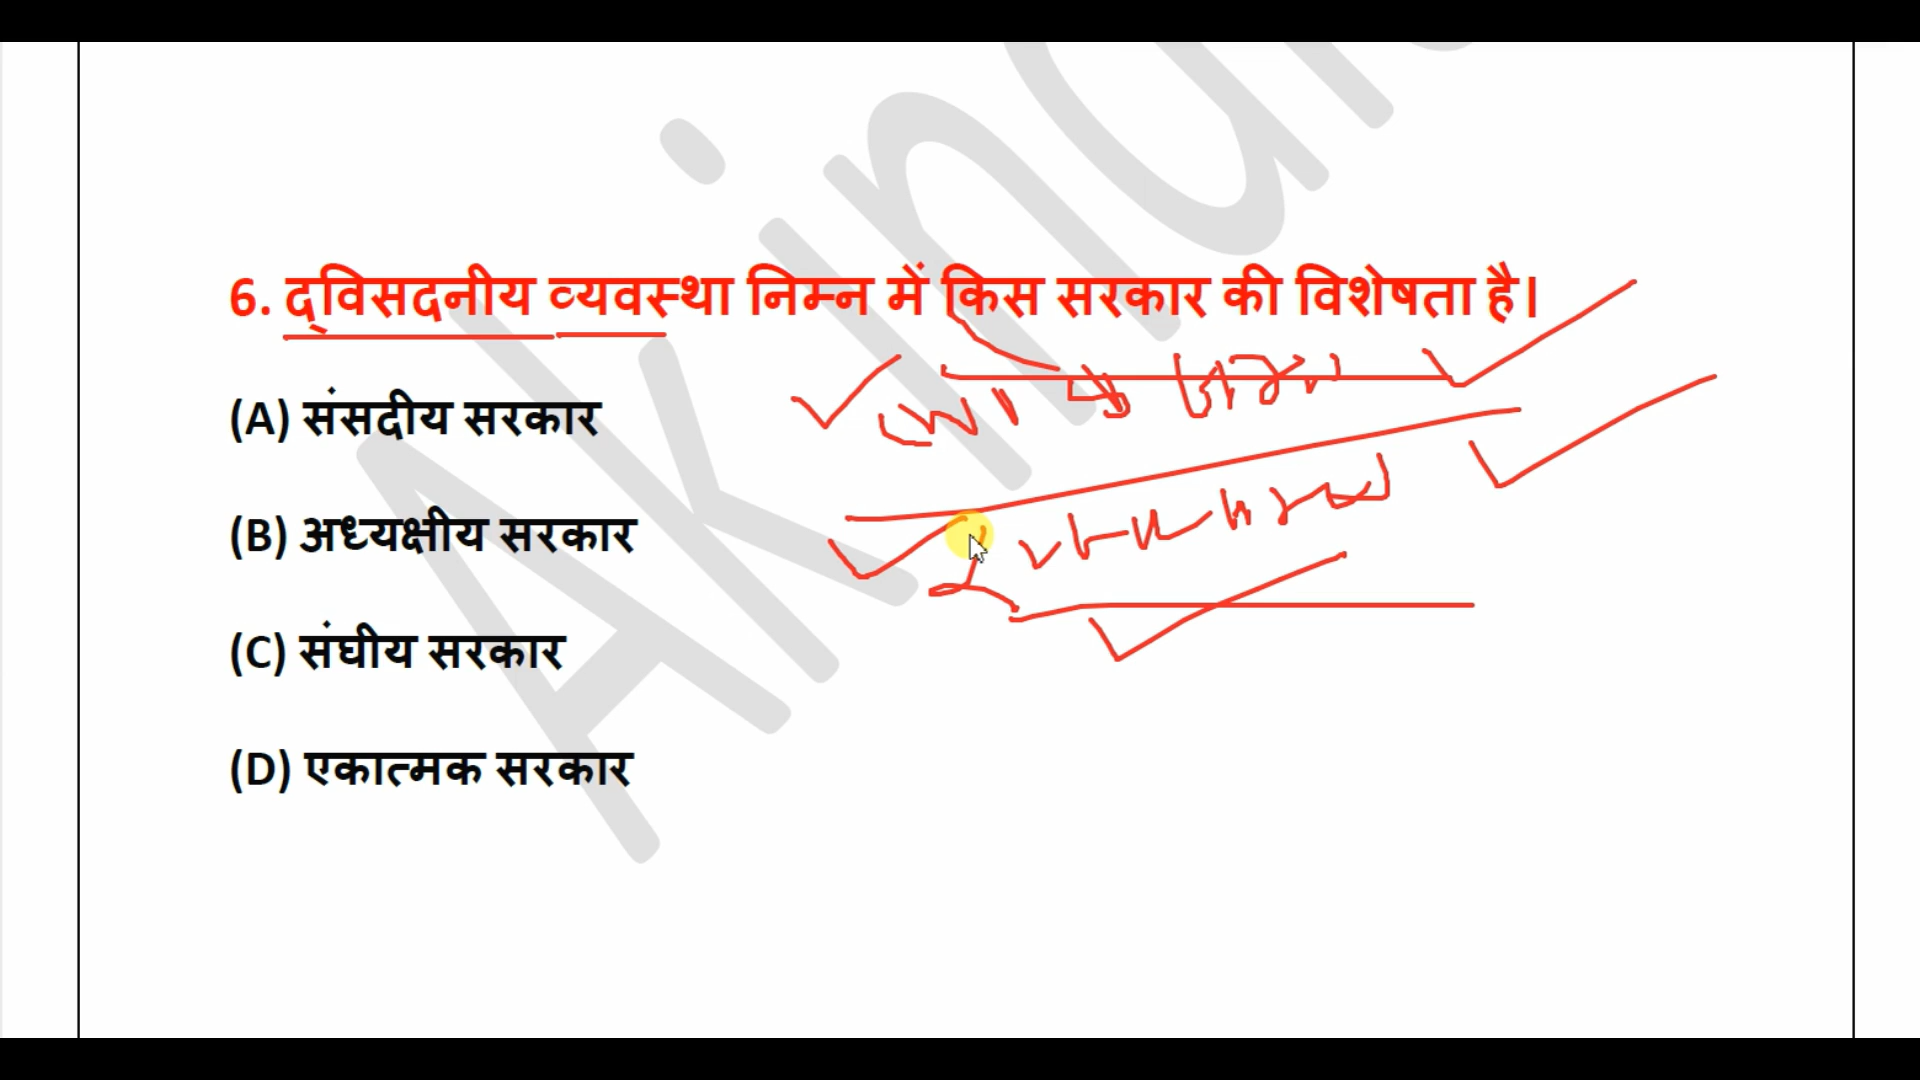 6. द्विसदनीय व्यवस्था निम्न में किस सरकार की विशेषता है।
(A) संसदीय सरकार
(B) अध्यक्षीय सरकार
(C) संघीय सरकार
(D) एकात्मक सरकार